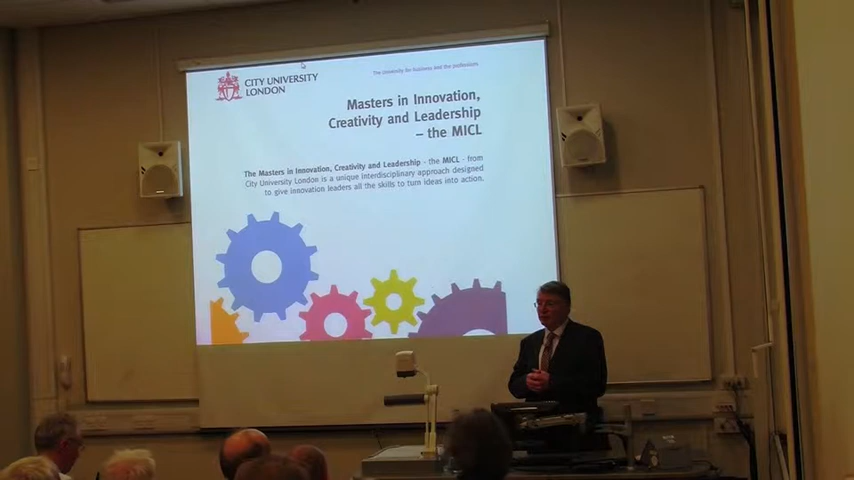 CITY UNIVERSITY
LONDON
The University for business and the professions
Masters in Innovation,
Creativity and Leadership
– the MICL
The Masters in Innovation, Creativity and Leadership - the MICL - from
City University London is a unique interdisciplinary approach designed
to give innovation leaders all the skills to turn ideas into action.